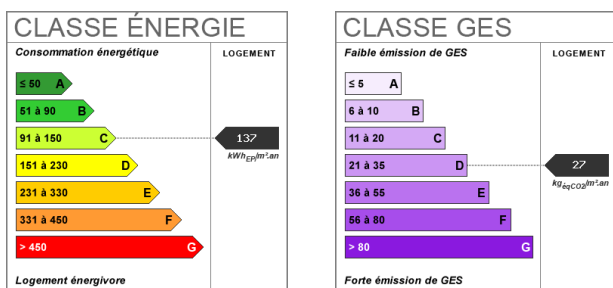 CLASSE ÉNERGIE
Consommation énergétique
LOGEMENT
≤ 50 A
51 à 90 B
91 à 150 C
137
kWhEP/m².an
151 à 230 D
231 à 330 E
331 à 450 F
> 450 G
Logement énergivore
CLASSE GES
Faible émission de GES
LOGEMENT
≤ 5 A
6 à 10 B
11 à 20 C
21 à 35 D
27
kgéqCO2/m².an
36 à 55 E
56 à 80 F
> 80 G
Forte émission de GES